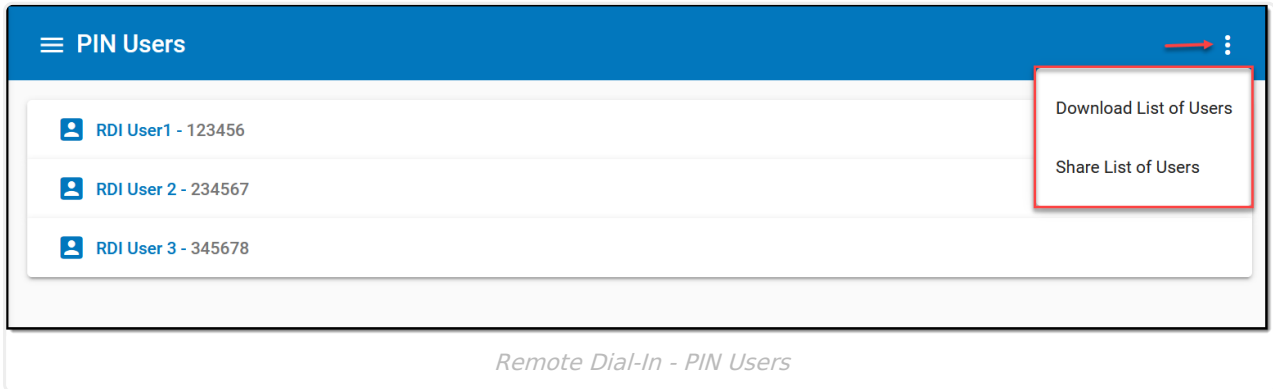 PIN Users
Download List of Users
RDI User1 - 123456
Share List of Users
RDI User 2 - 234567
RDI User 3 - 345678
Remote Dial-In - PIN Users